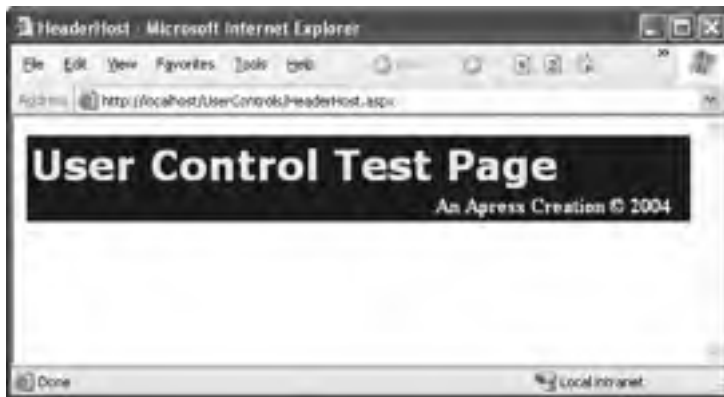 HeaderHost - Microsoft Internet Explorer
File Edit View Favorites Tools Help
Address http://localhost/UserControls/HeaderHost.aspx
User Control Test Page
An Apress Creation © 2004
Done Local intranet